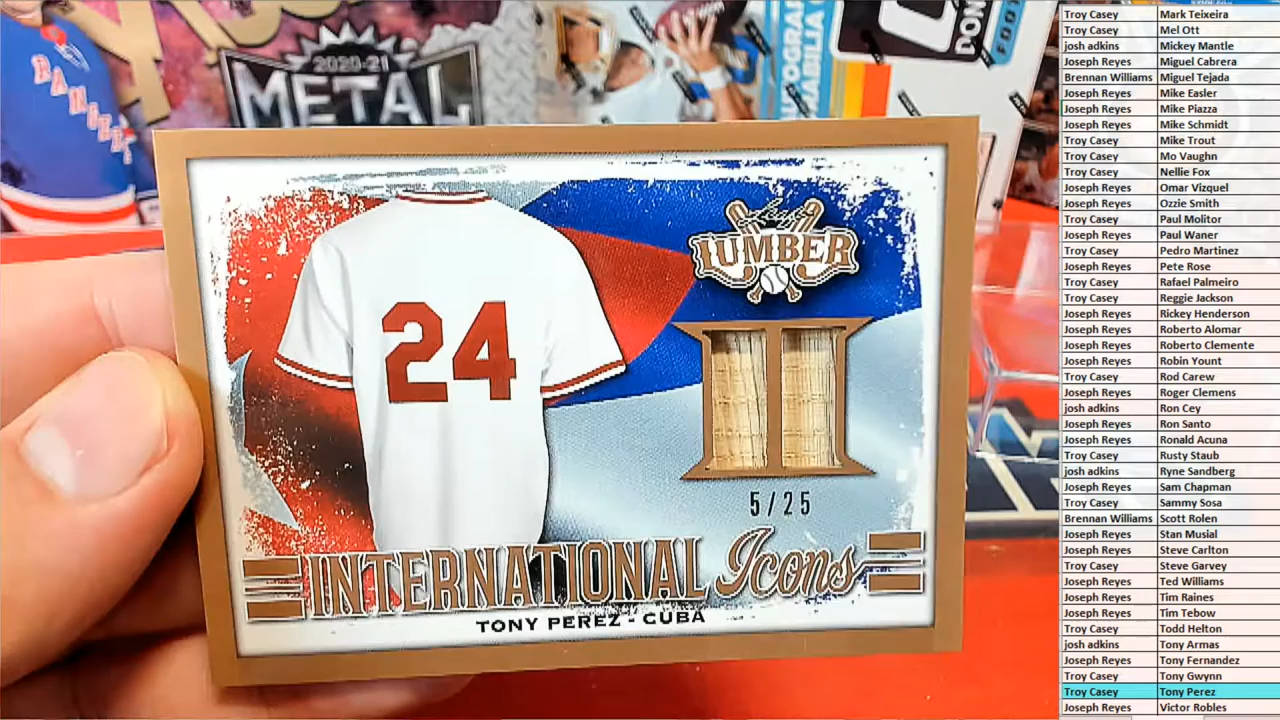 RANGERS
2020-21
METAL
AUTOGRAPH
MEMORABILIA
DON
FOOT
24
Leaf
LUMBER
5/25
INTERNATIONAL Icons
TONY PEREZ - CUBA
Troy Casey Mark Teixeira
Troy Casey Mel Ott
josh adkins Mickey Mantle
Joseph Reyes Miguel Cabrera
Brennan Williams Miguel Tejada
Joseph Reyes Mike Easler
Joseph Reyes Mike Piazza
Joseph Reyes Mike Schmidt
Troy Casey Mike Trout
Troy Casey Mo Vaughn
Troy Casey Nellie Fox
Joseph Reyes Omar Vizquel
Joseph Reyes Ozzie Smith
Troy Casey Paul Molitor
Joseph Reyes Paul Waner
Troy Casey Pedro Martinez
Joseph Reyes Pete Rose
Troy Casey Rafael Palmeiro
Troy Casey Reggie Jackson
Joseph Reyes Rickey Henderson
Joseph Reyes Roberto Alomar
Joseph Reyes Roberto Clemente
Joseph Reyes Robin Yount
Troy Casey Rod Carew
Joseph Reyes Roger Clemens
josh adkins Ron Cey
Joseph Reyes Ron Santo
Joseph Reyes Ronald Acuna
Troy Casey Rusty Staub
josh adkins Ryne Sandberg
Joseph Reyes Sam Chapman
Troy Casey Sammy Sosa
Brennan Williams Scott Rolen
Joseph Reyes Stan Musial
Joseph Reyes Steve Carlton
Troy Casey Steve Garvey
Joseph Reyes Ted Williams
Joseph Reyes Tim Raines
Joseph Reyes Tim Tebow
Troy Casey Todd Helton
josh adkins Tony Armas
Joseph Reyes Tony Fernandez
Troy Casey Tony Gwynn
Troy Casey Tony Perez
Joseph Reyes Victor Robles